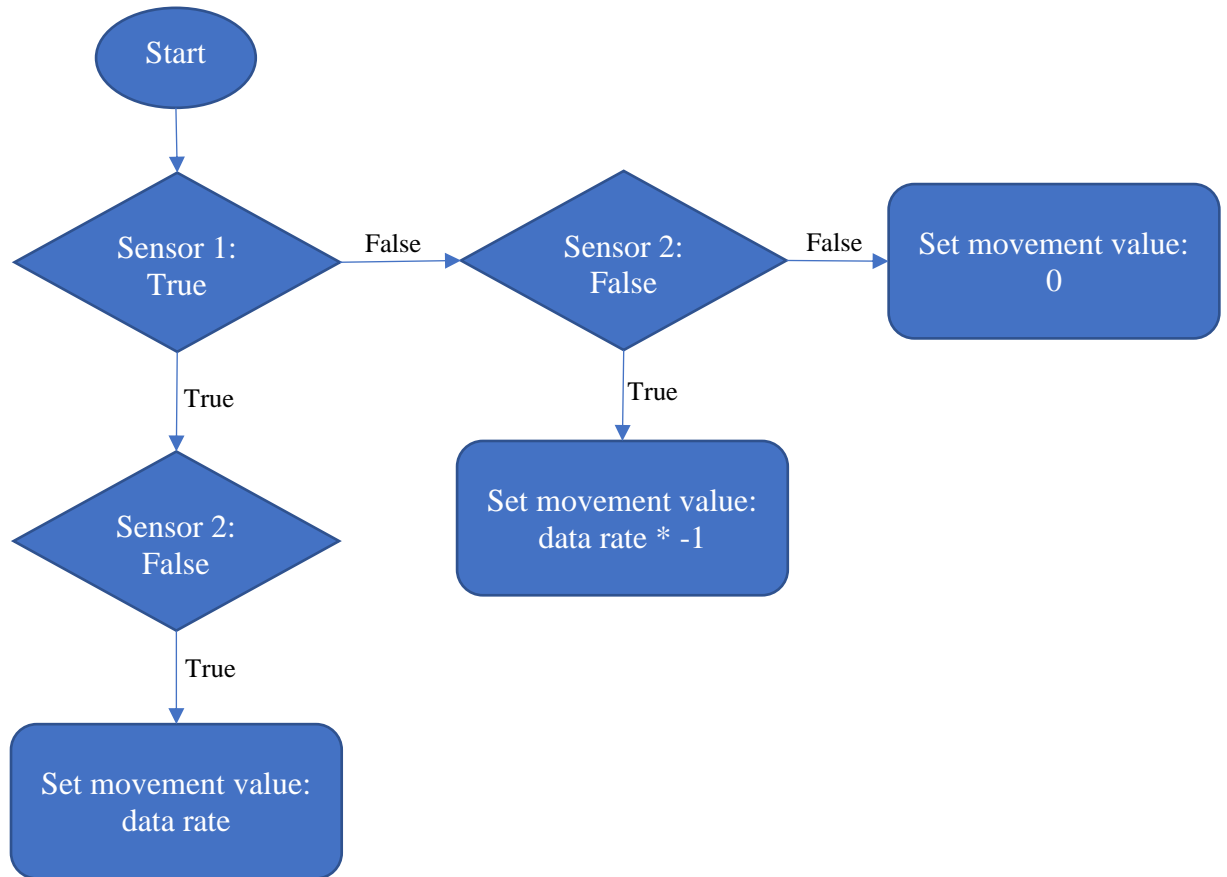 Start
Sensor 1:
True
False
Sensor 2:
False
False
Set movement value:
0
True
True
Sensor 2:
False
Set movement value:
data rate * -1
True
Set movement value:
data rate